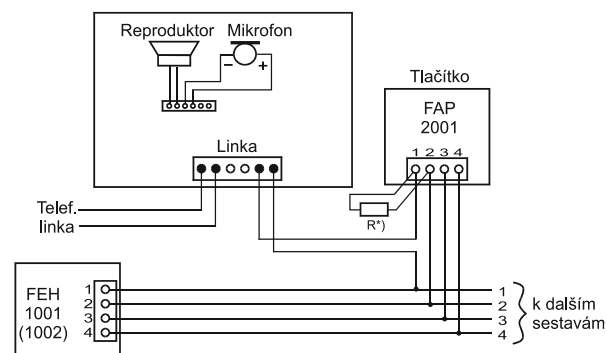 Reproduktor Mikrofon
− +
Tlačítko
FAP
2001
1 2 3 4
Linka
Telef.
linka
R*)
FEH
1001
(1002)
1
2
3
4
1
2
3
4
k dalším
sestavám